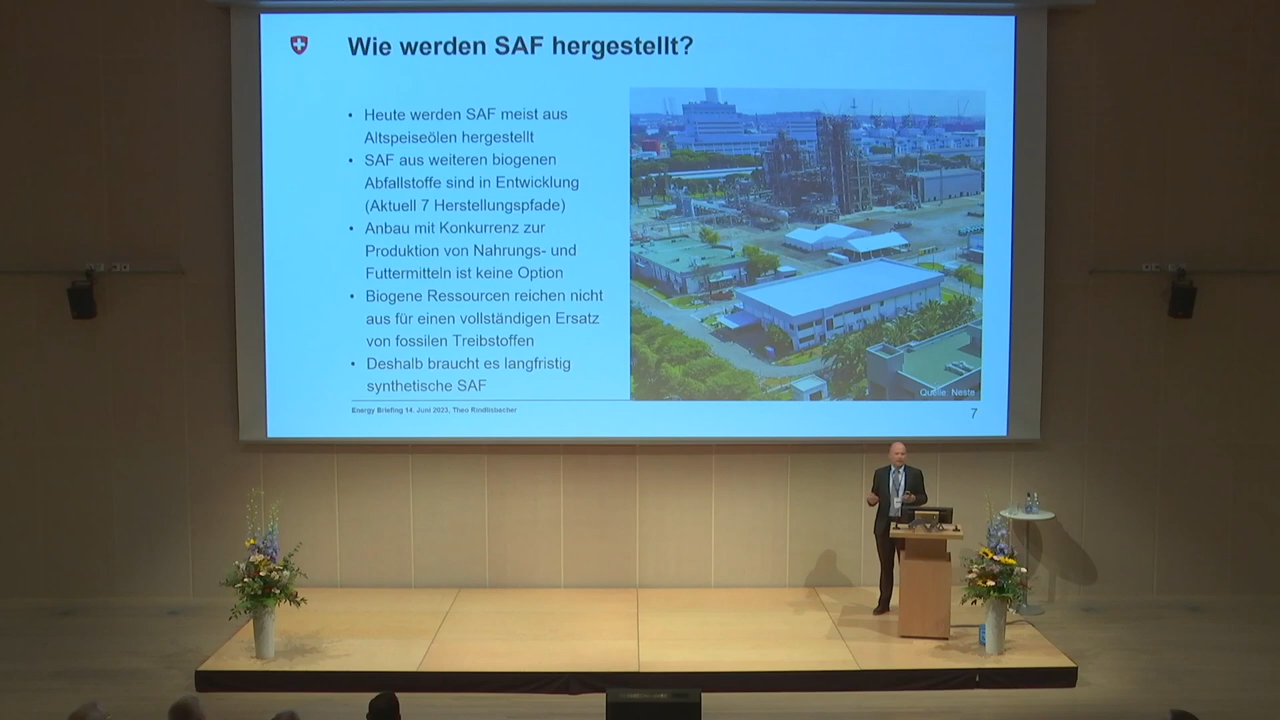 Wie werden SAF hergestellt?
• Heute werden SAF meist aus
Altspeiseölen hergestellt
• SAF aus weiteren biogenen
Abfallstoffe sind in Entwicklung
(Aktuell 7 Herstellungspfade)
• Anbau mit Konkurrenz zur
Produktion von Nahrungs- und
Futtermitteln ist keine Option
• Biogene Ressourcen reichen nicht
aus für einen vollständigen Ersatz
von fossilen Treibstoffen
• Deshalb braucht es langfristig
synthetische SAF
Quelle: Neste
Energy Briefing 14. Juni 2023, Theo Rindlisbacher
7